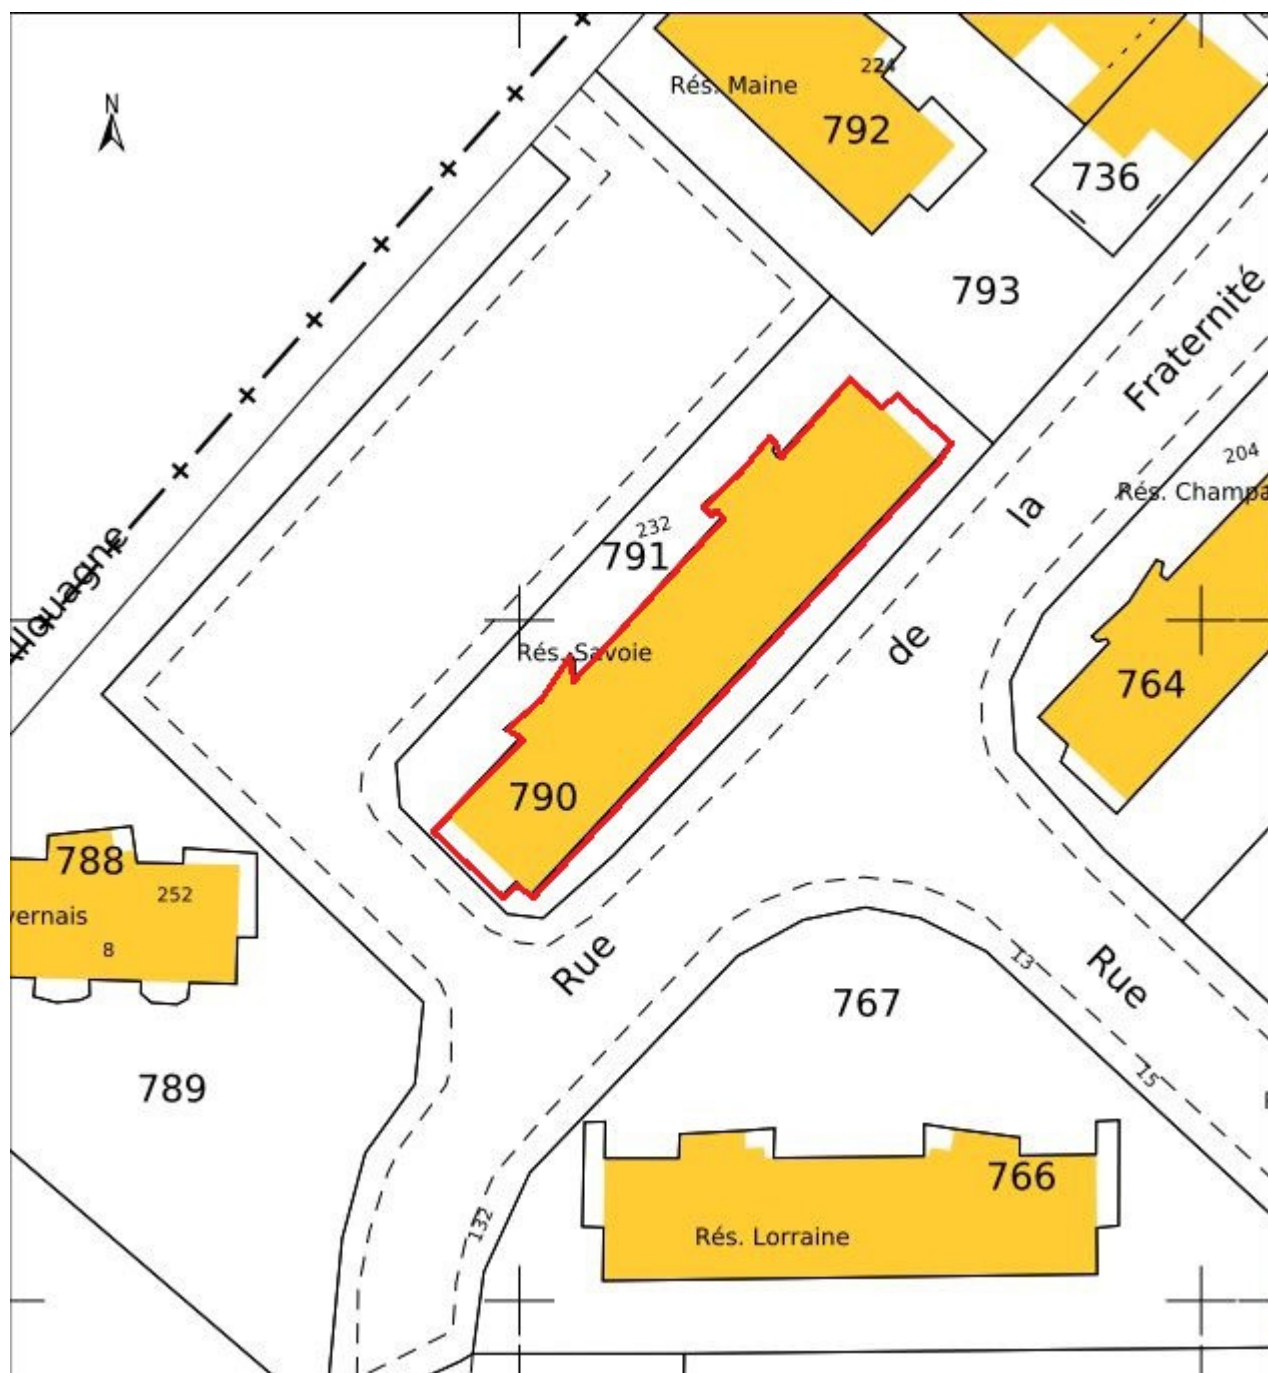 N
Rés. Maine
224
792
736
793
Fraternité
la
de
Rue
204
Rés. Champa
232
791
Rés. Savoie
790
764
788
252
vernais
8
789
767
13
15
Rue
132
766
Rés. Lorraine